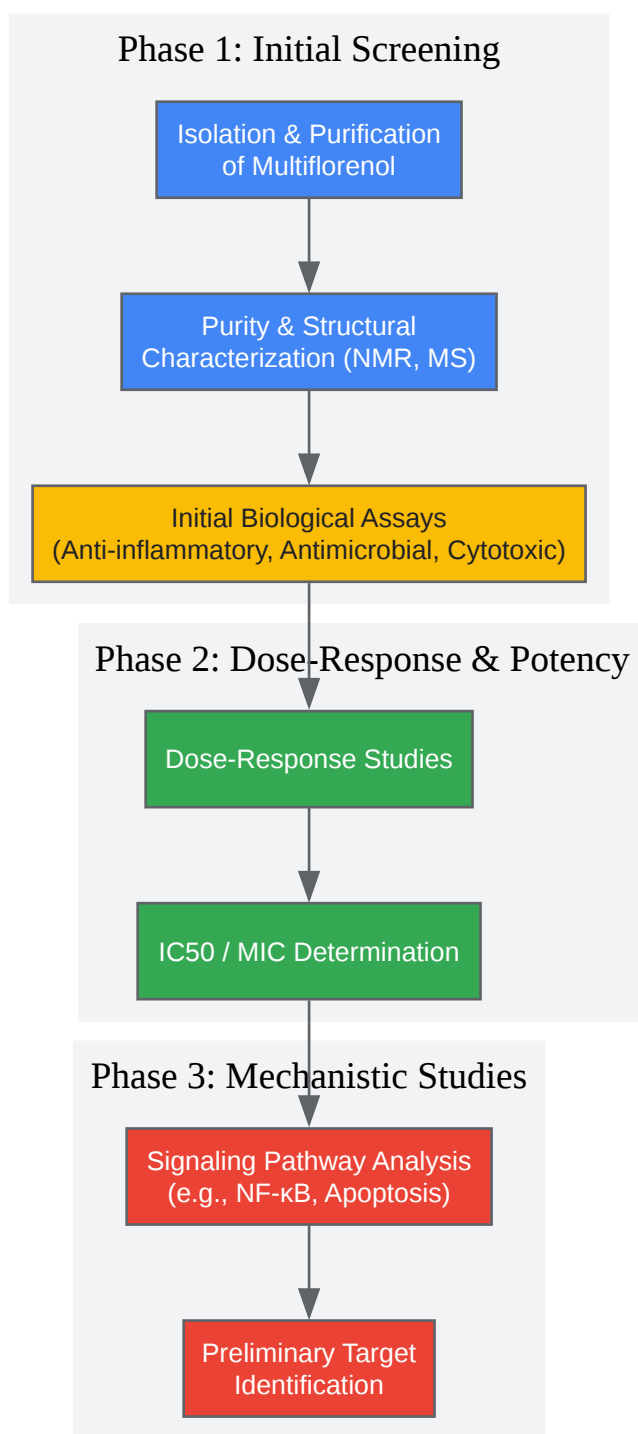 Phase 1: Initial Screening
Isolation & Purification
of Multiflorenol
Purity & Structural
Characterization (NMR, MS)
Initial Biological Assays
(Anti-inflammatory, Antimicrobial, Cytotoxic)
Phase 2: Dose-Response & Potency
Dose-Response Studies
IC50 / MIC Determination
Phase 3: Mechanistic Studies
Signaling Pathway Analysis
(e.g., NF-κB, Apoptosis)
Preliminary Target
Identification